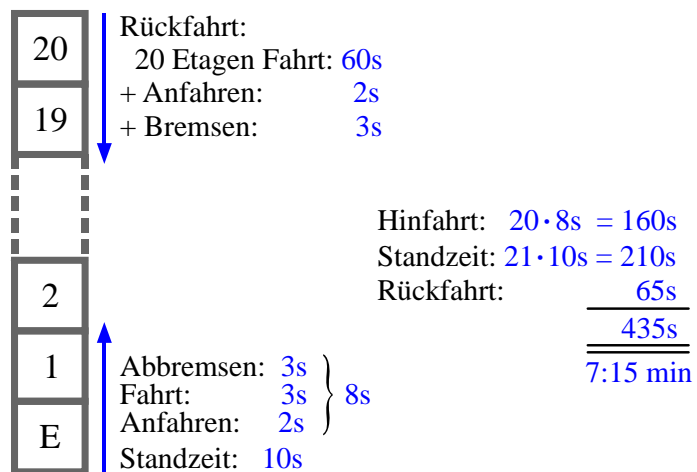 20
19
2
1
E
Rückfahrt:
20 Etagen Fahrt: 60s
+ Anfahren: 2s
+ Bremsen: 3s
Hinfahrt: 20·8s = 160s
Standzeit: 21·10s = 210s
Rückfahrt: 65s
435s
7:15 min
Abbremsen: 3s
Fahrt: 3s
Anfahren: 2s
8s
Standzeit: 10s